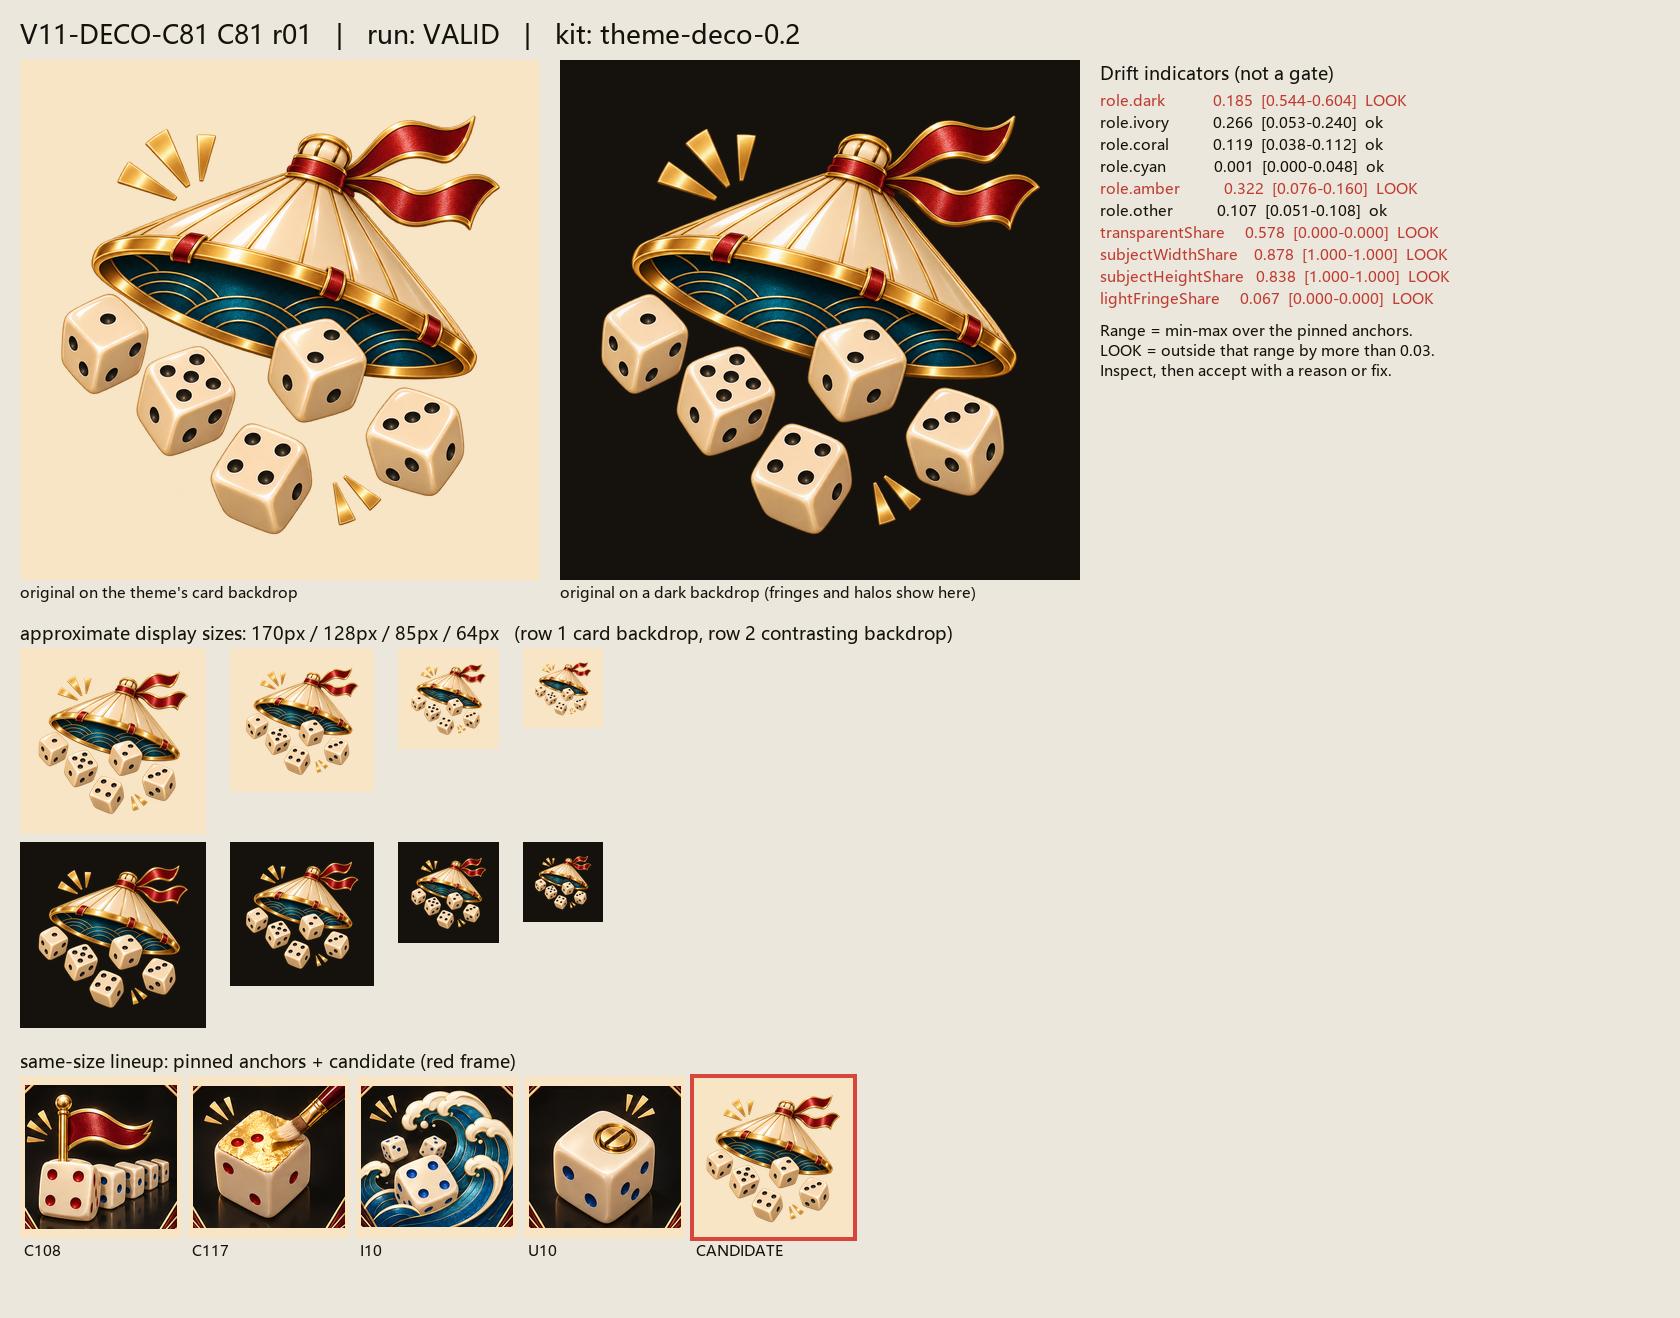 V11-DECO-C81 C81 r01 | run: VALID | kit: theme-deco-0.2
Drift indicators (not a gate)
role.dark 0.185 [0.544-0.604] LOOK
role.ivory 0.266 [0.053-0.240] ok
role.coral 0.119 [0.038-0.112] ok
role.cyan 0.001 [0.000-0.048] ok
role.amber 0.322 [0.076-0.160] LOOK
role.other 0.107 [0.051-0.108] ok
transparentShare 0.578 [0.000-0.000] LOOK
subjectWidthShare 0.878 [1.000-1.000] LOOK
subjectHeightShare 0.838 [1.000-1.000] LOOK
lightFringeShare 0.067 [0.000-0.000] LOOK
Range = min-max over the pinned anchors.
LOOK = outside that range by more than 0.03.
Inspect, then accept with a reason or fix.
original on the theme's card backdrop
original on a dark backdrop (fringes and halos show here)
approximate display sizes: 170px / 128px / 85px / 64px (row 1 card backdrop, row 2 contrasting backdrop)
same-size lineup: pinned anchors + candidate (red frame)
C108
C117
I10
U10
CANDIDATE